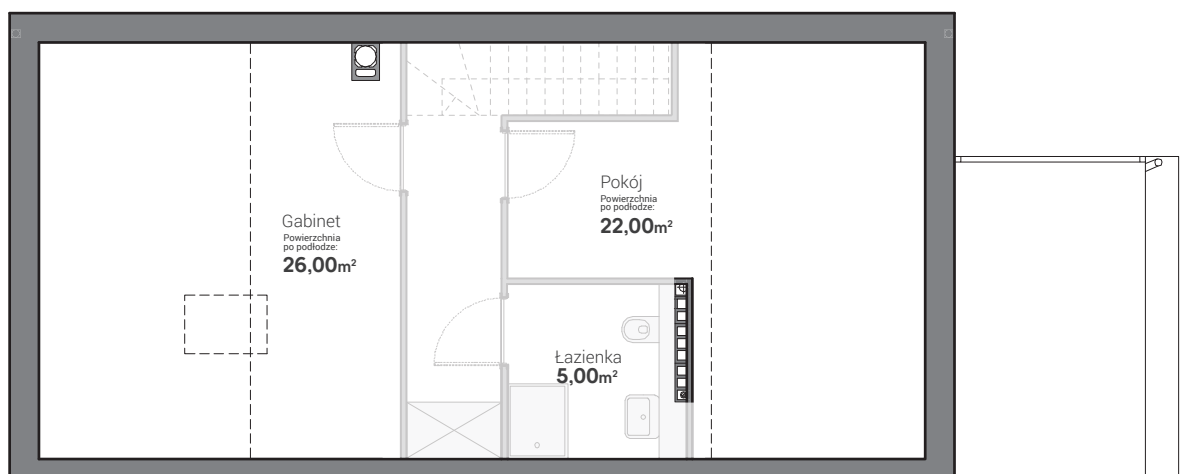 Gabinet
Powierzchnia
po podłodze:
26,00m²
Pokój
Powierzchnia
po podłodze:
22,00m²
Łazienka
5,00m²